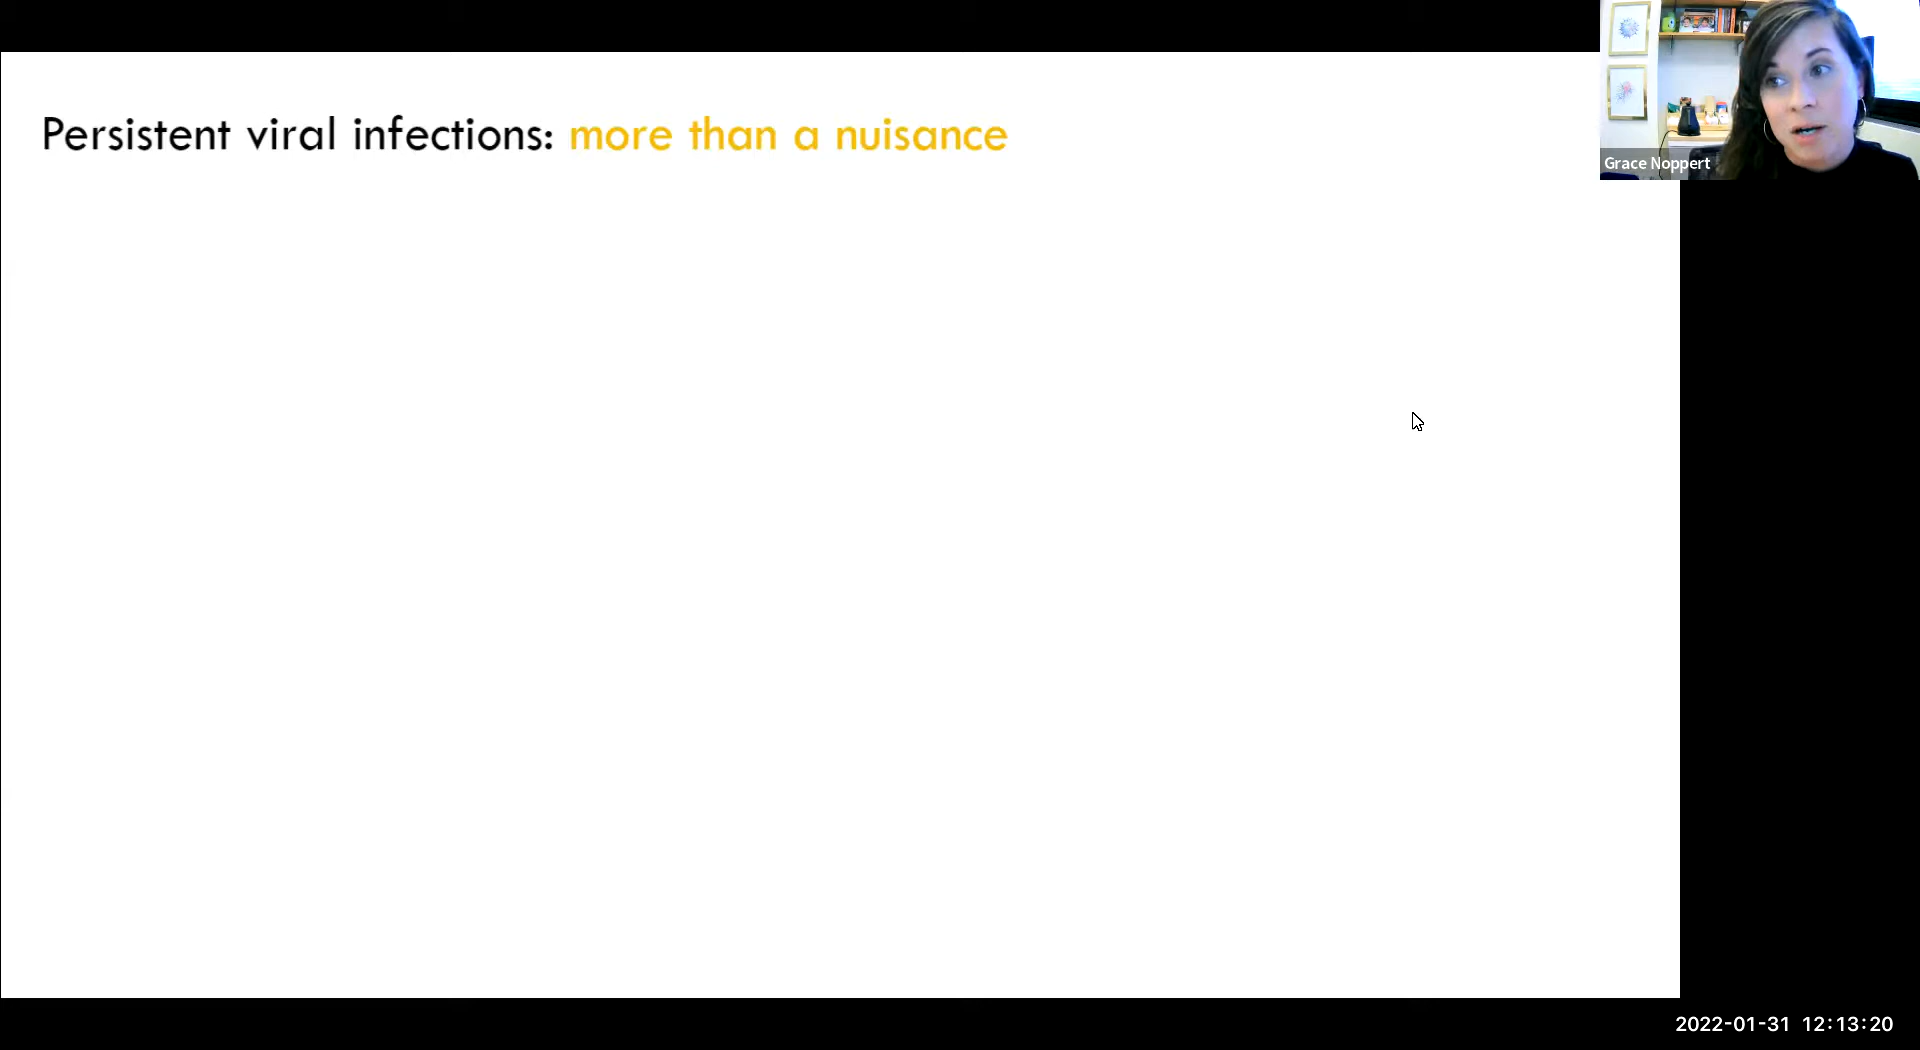 Persistent viral infections: more than a nuisance
Grace Noppert
2022-01-31 12:13:20